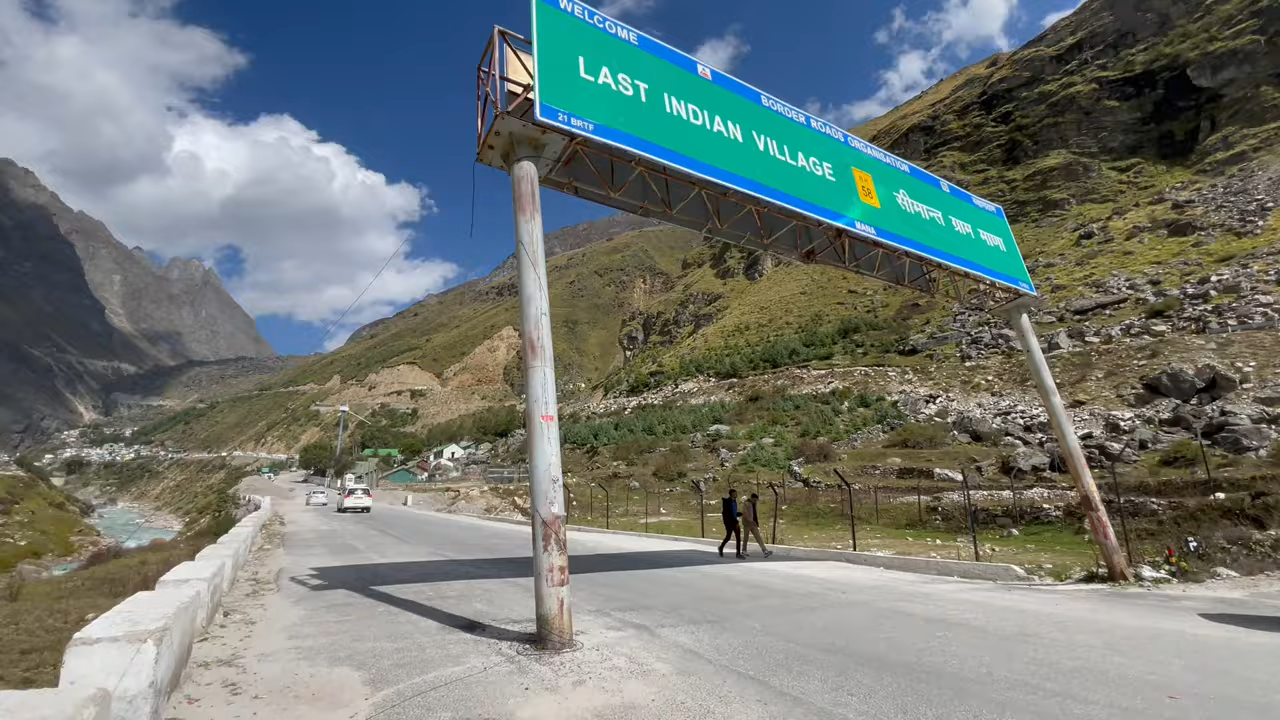 WELCOME
BORDER ROADS ORGANISATION
LAST INDIAN VILLAGE
NH
58
सीमान्त ग्राम माणा
21 BRTF
MANA